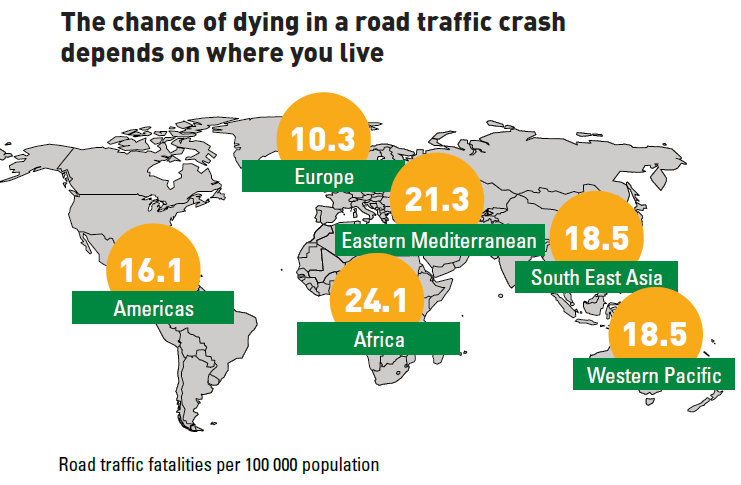 The chance of dying in a road traffic crash
depends on where you live
10.3
Europe
21.3
Eastern Mediterranean
18.5
South East Asia
16.1
Americas
24.1
Africa
18.5
Western Pacific
Road traffic fatalities per 100 000 population